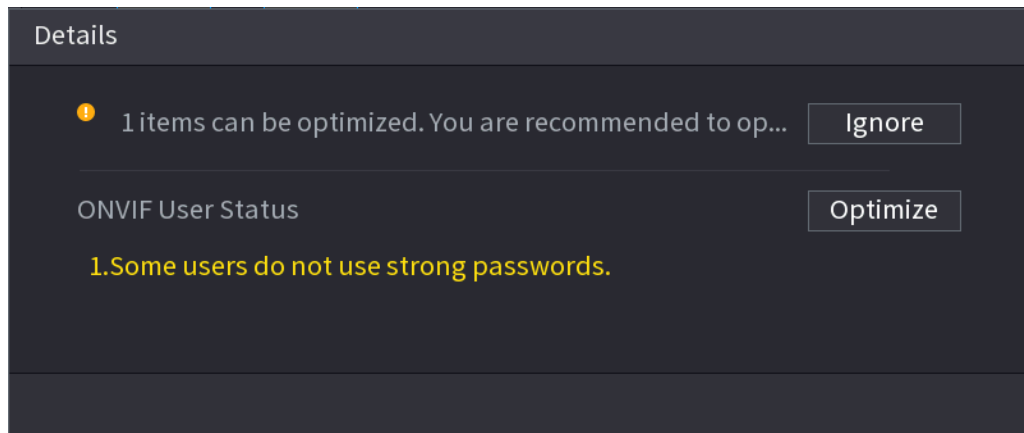 Details
1 items can be optimized. You are recommended to op...
Ignore
ONVIF User Status
Optimize
1.Some users do not use strong passwords.